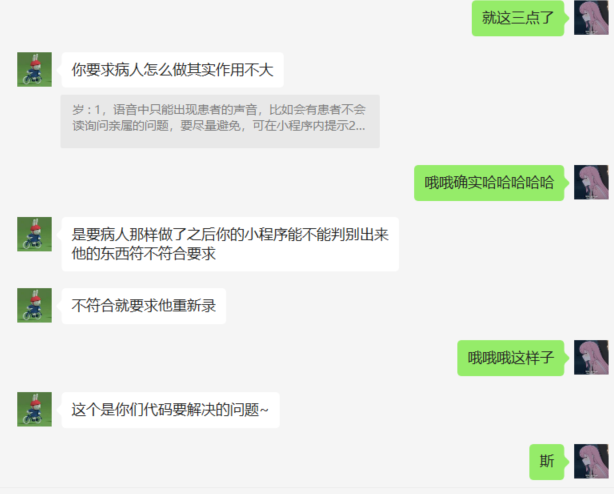 就这三点了
你要求病人怎么做其实作用不大
岁：1，语音中只能出现患者的声音，比如会有患者不会
读询问亲属的问题，要尽量避免，可在小程序内提示2...
哦哦确实哈哈哈哈哈
是要病人那样做了之后你的小程序能不能判别出来
他的东西符不符合要求
不符合就要求他重新录
哦哦哦这样子
这个是你们代码要解决的问题~
斯